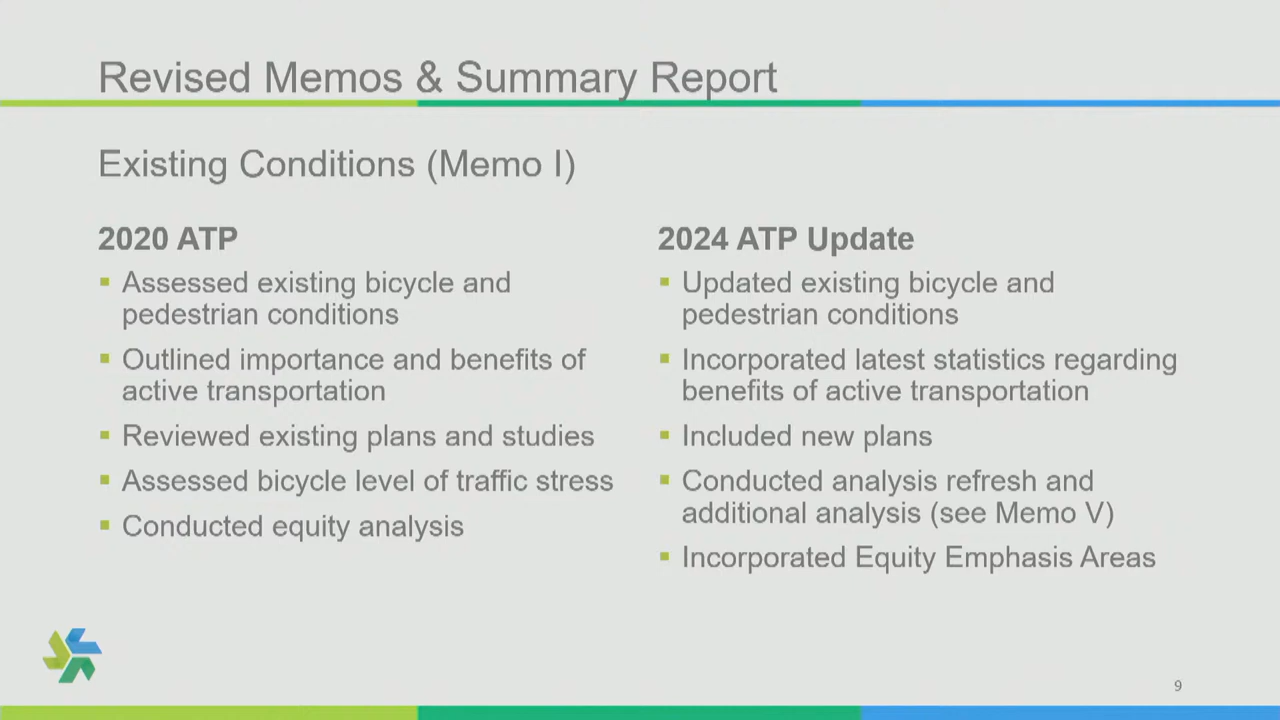 Revised Memos & Summary Report
Existing Conditions (Memo I)
2020 ATP
Assessed existing bicycle and
pedestrian conditions
Outlined importance and benefits of
active transportation
Reviewed existing plans and studies
Assessed bicycle level of traffic stress
Conducted equity analysis
2024 ATP Update
Updated existing bicycle and
pedestrian conditions
Incorporated latest statistics regarding
benefits of active transportation
Included new plans
Conducted analysis refresh and
additional analysis (see Memo V)
Incorporated Equity Emphasis Areas
9